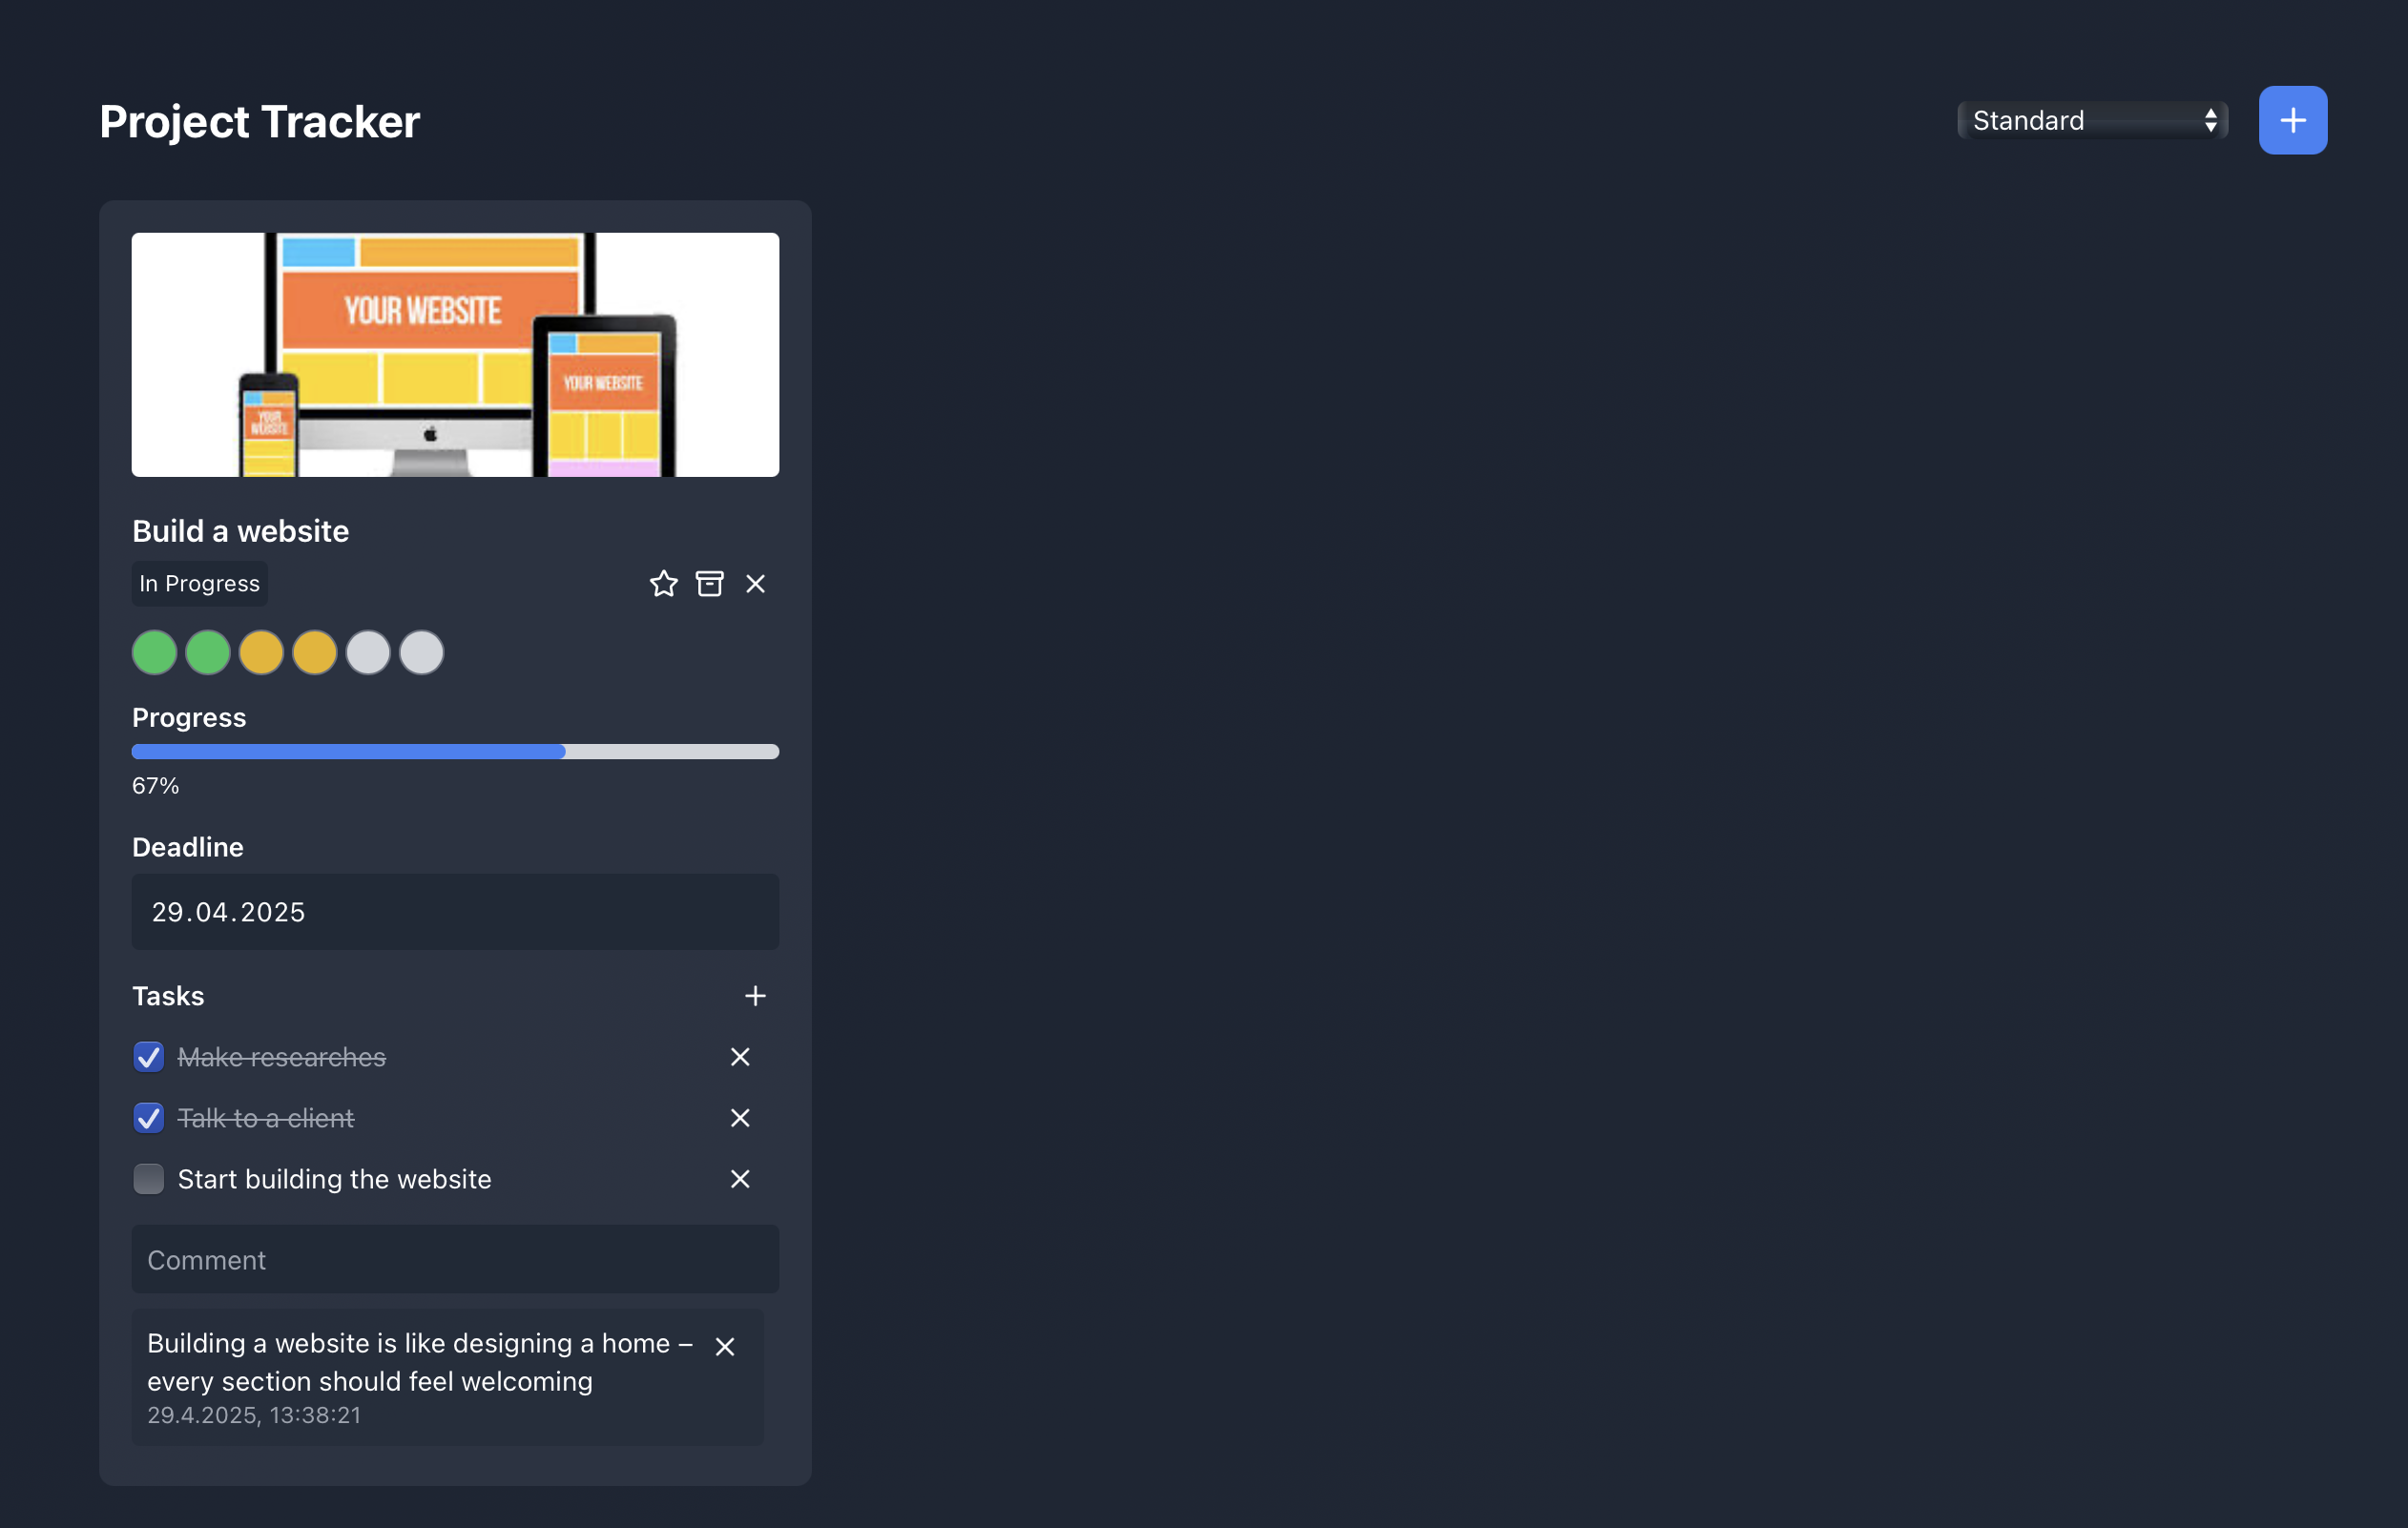 Project Tracker
Standard
YOUR WEBSITE
YOUR WEBSITE
YOUR
WEBSITE
Build a website
In Progress
Progress
67%
Deadline
29.04.2025
Tasks
Make researches
Talk to a client
Start building the website
Comment
Building a website is like designing a home –
every section should feel welcoming
29.4.2025, 13:38:21